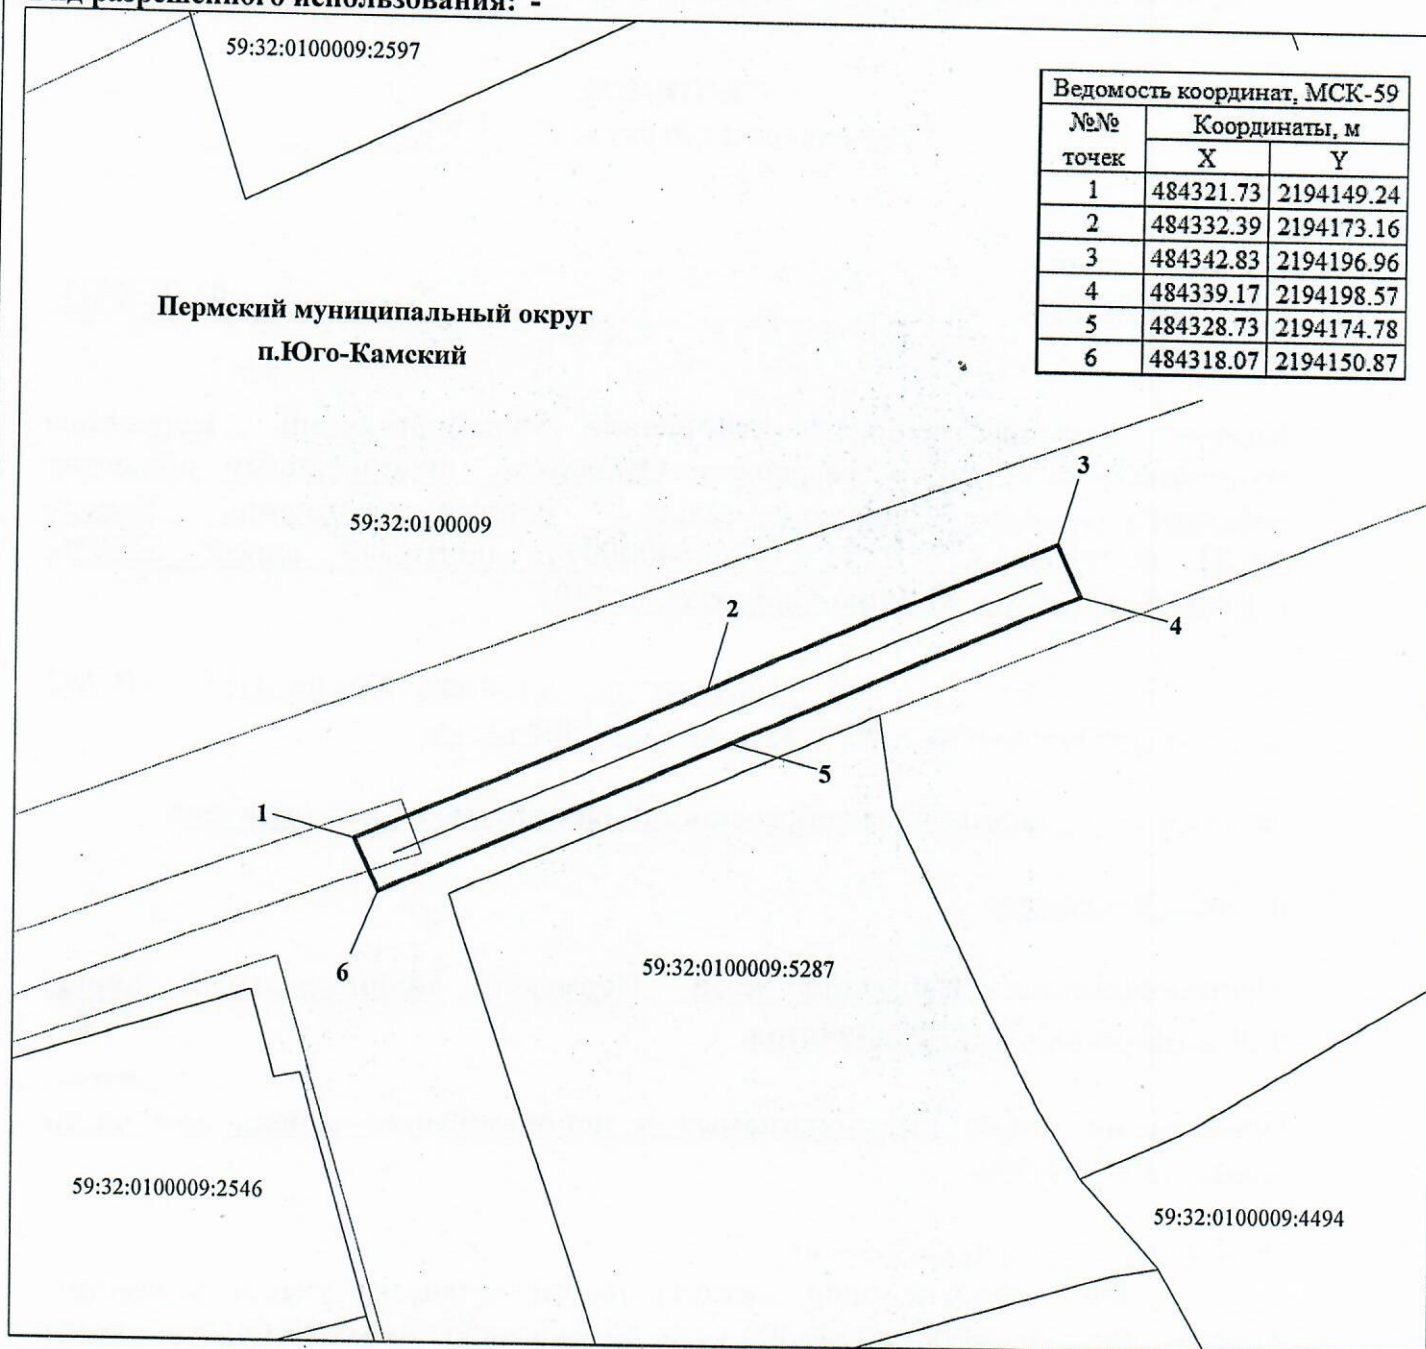 разрешенного использования: -
59:32:0100009:2597
Ведомость координат, МСК-59
№№ точек Координаты, м
X Y
1 484321.73 2194149.24
2 484332.39 2194173.16
3 484342.83 2194196.96
4 484339.17 2194198.57
5 484328.73 2194174.78
6 484318.07 2194150.87
Пермский муниципальный округ
п.Юго-Камский
59:32:0100009
3
2
4
5
1
6
59:32:0100009:5287
59:32:0100009:2546
59:32:0100009:4494